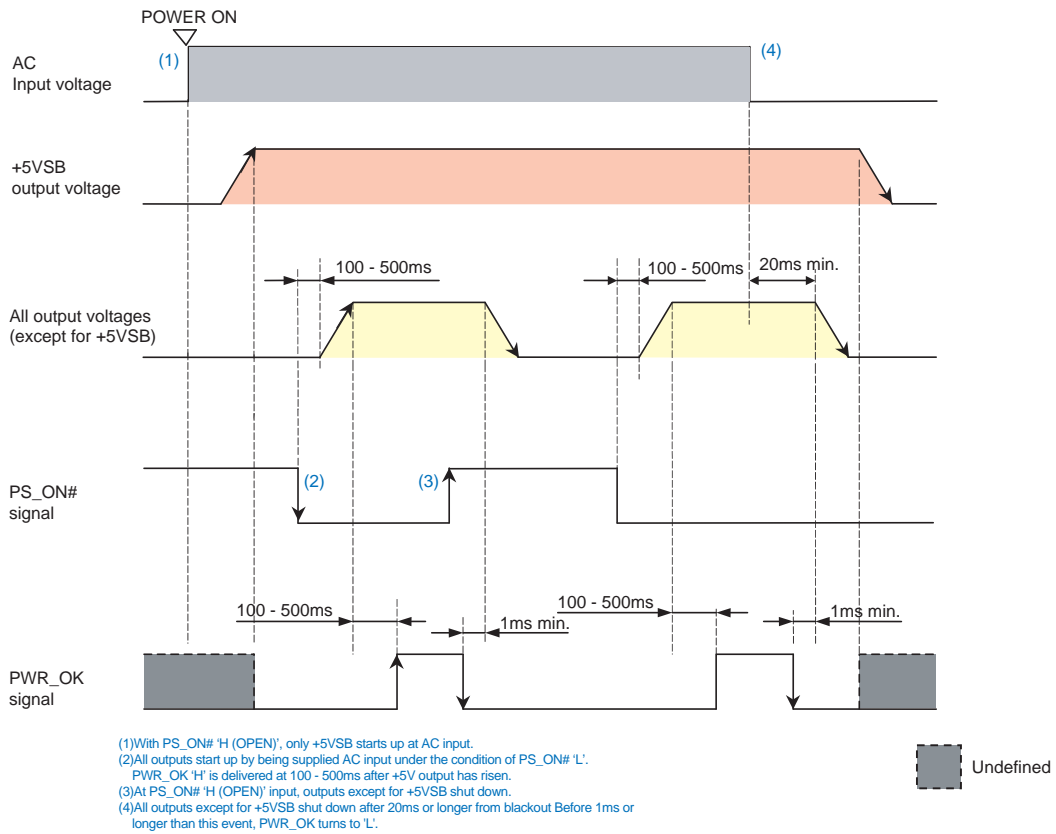 POWER ON
(1)
(4)
AC
Input voltage
+5VSB
output voltage
100 - 500ms
100 - 500ms
20ms min.
All output voltages
(except for +5VSB)
(2)
(3)
PS_ON#
signal
100 - 500ms
1ms min.
100 - 500ms
1ms min.
PWR_OK
signal
(1)With PS_ON# ‘H (OPEN)’, only +5VSB starts up at AC input.
(2)All outputs start up by being supplied AC input under the condition of PS_ON# ‘L’.
PWR_OK ‘H’ is delivered at 100 - 500ms after +5V output has risen.
(3)At PS_ON# ‘H (OPEN)’ input, outputs except for +5VSB shut down.
(4)All outputs except for +5VSB shut down after 20ms or longer from blackout Before 1ms or
longer than this event, PWR_OK turns to ‘L’.
Undefined